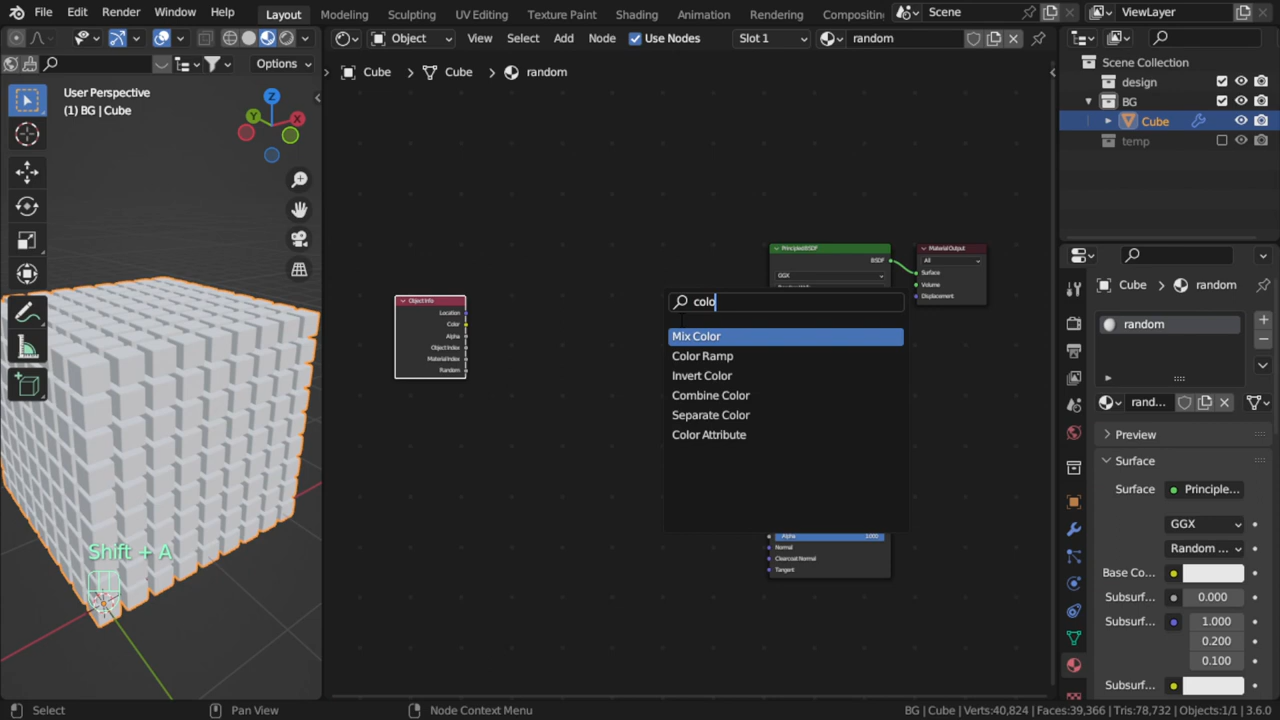 File Edit Render Window Help Layout Modeling Sculpting UV Editing Texture Paint Shading Animation Rendering Compositin Scene ViewLayer
Object View Select Add Node Use Nodes Slot 1 random
Options
Cube > Cube > random
User Perspective
(1) BG | Cube
Z
Y
X
Scene Collection
design
BG
Cube
temp
Object Info
Location
Color
Alpha
Object Index
Material Index
Random
Principled BSDF
BSDF
GGX
Material Output
All
Surface
Volume
Displacement
colo
Mix Color
Color Ramp
Invert Color
Combine Color
Separate Color
Color Attribute
Alpha 1.000
Normal
Clearcoat Normal
Tangent
Shift + A
Cube > random
random
rand...
Preview
Surface
Surface Principle...
GGX
Random ...
Base Co...
Subsurf... 0.000
Subsurf... 1.000
0.200
0.100
Subsurf...
Select Pan View Node Context Menu BG | Cube | Verts:40,824 | Faces:39,366 | Tris:78,732 | Objects:1/1 | 3.6.0